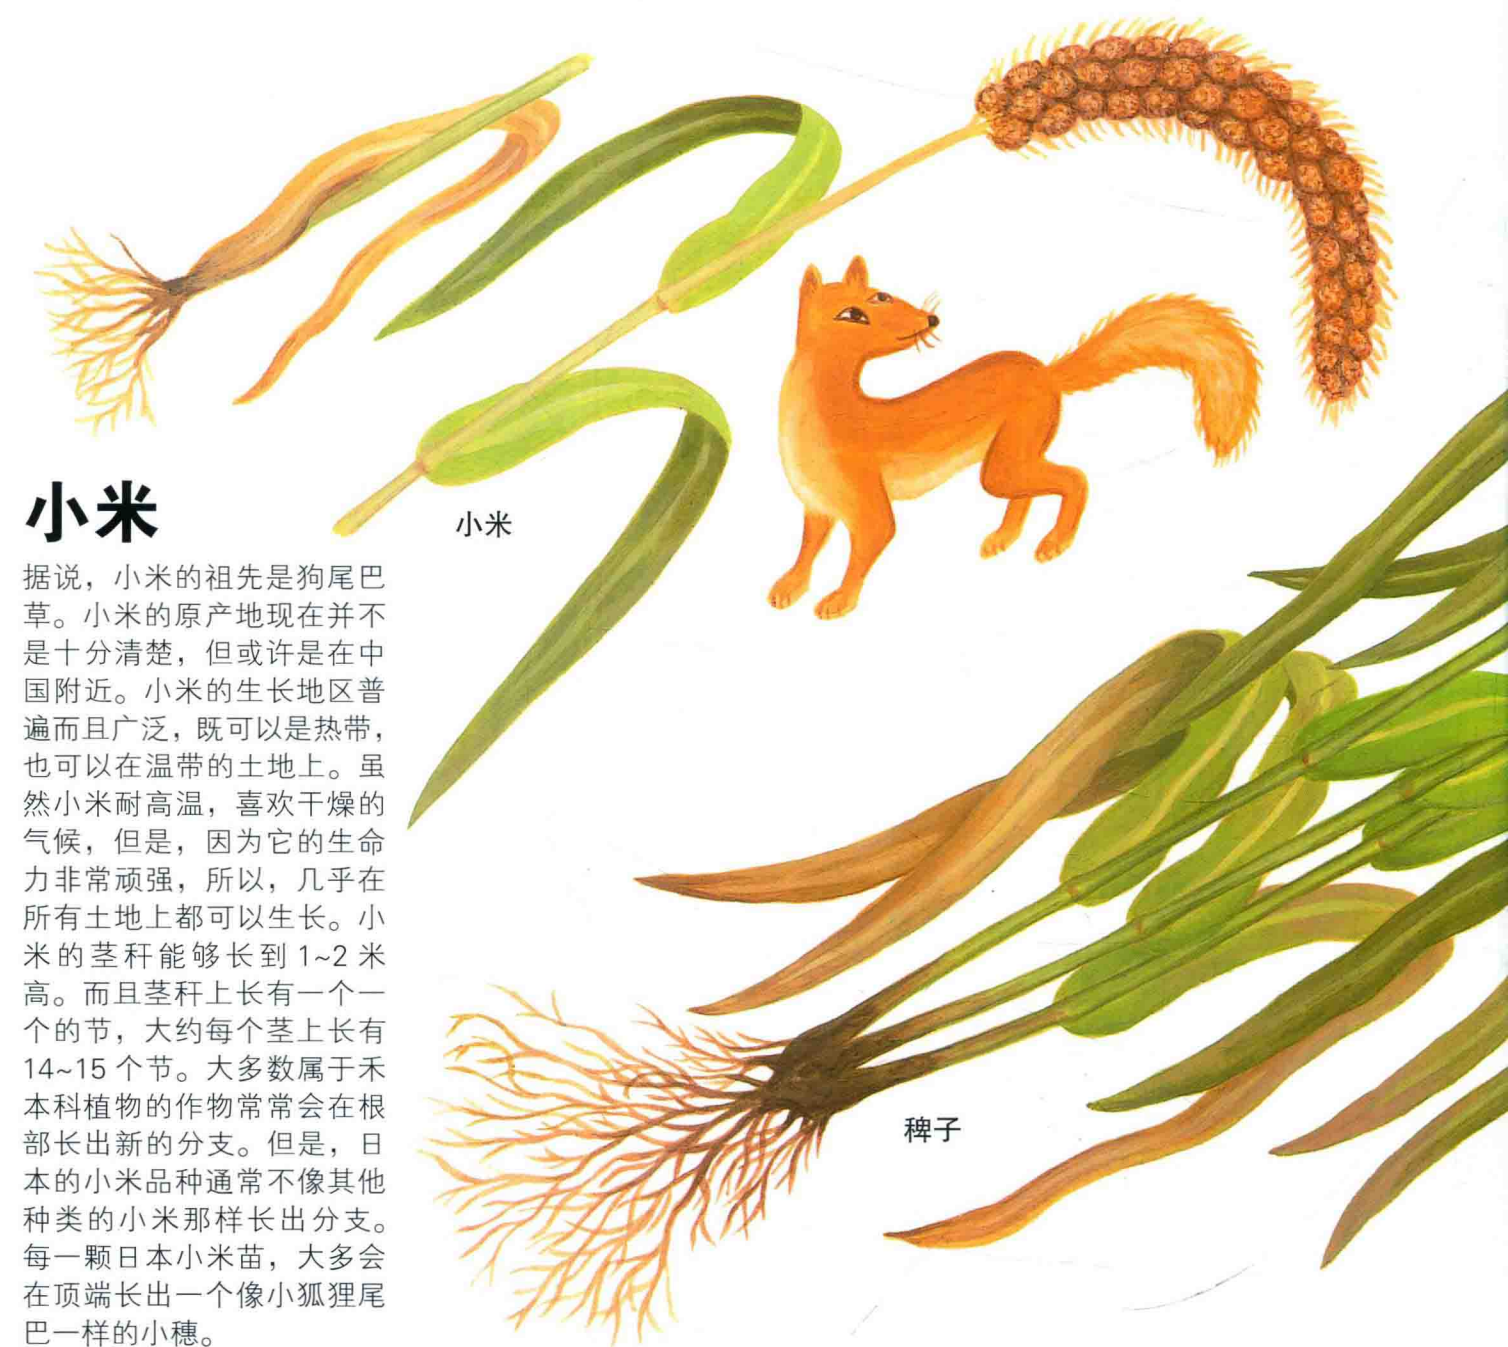 小米
据说，小米的祖先是狗尾巴
草。小米的原产地现在并不
是十分清楚，但或许是在中
国附近。小米的生长地区普
遍而且广泛，既可以是热带，
也可以在温带的土地上。虽
然小米耐高温，喜欢干燥的
气候，但是，因为它的生命
力非常顽强，所以，几乎在
所有土地上都可以生长。小
米的茎秆能够长到 1~2 米
高。而且茎秆上长有一个一
个的节，大约每个茎上长有
14~15 个节。大多数属于禾
本科植物的作物常常会在根
部长出新的分支。但是，日
本的小米品种通常不像其他
种类的小米那样长出分支。
每一颗日本小米苗，大多会
在顶端长出一个像小狐狸尾
巴一样的小穗。
小米
稗子